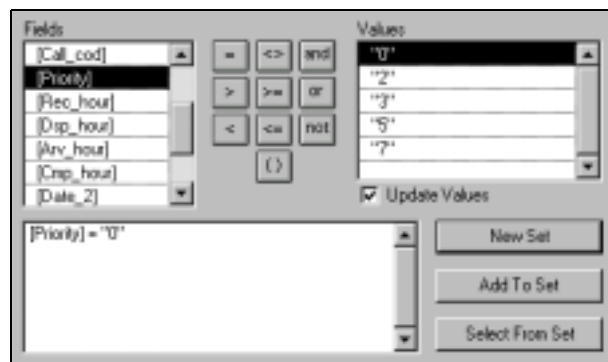 Fields
[Call_cod]
[Priority]
[Rec_hour]
[Dsp_hour]
[Arv_hour]
[Cmp_hour]
[Date_2]
= <> and
> >= or
< <= not
( )
Values
"0"
"2"
"3"
"5"
"7"
Update Values
[Priority] = "0"
New Set
Add To Set
Select From Set